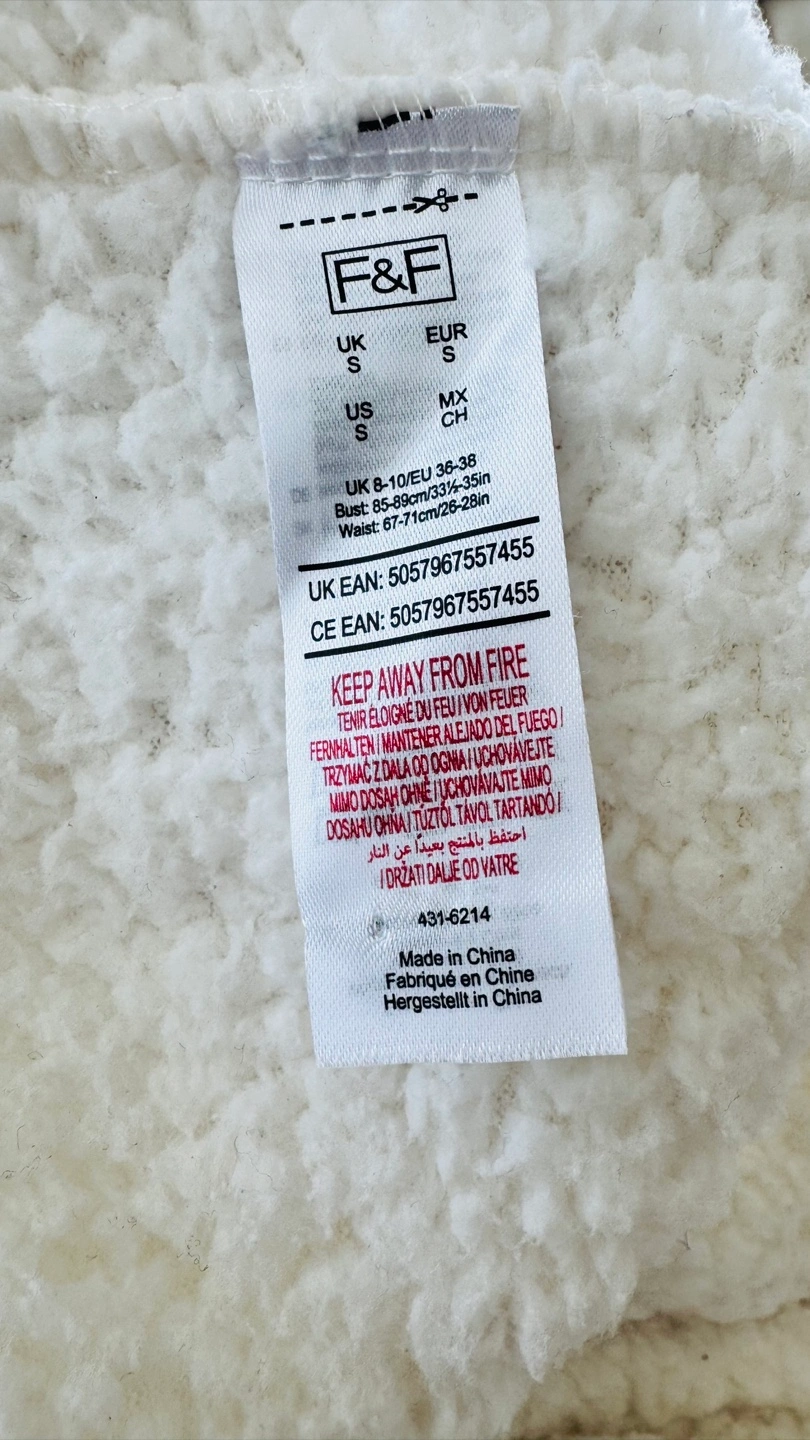 F&F
UK EUR
S S
US MX
S CH
UK 8-10/EU 36-38
Bust: 85-89cm/33½-35in
Waist: 67-71cm/26-28in
UK EAN: 5057967557455
CE EAN: 5057967557455
KEEP AWAY FROM FIRE
TENIR ÉLOIGNÉ DU FEU / VON FEUER
FERNHALTEN / MANTENER ALEJADO DEL FUEGO /
TRZYMAĆ Z DALA OD OGNIA / UCHOVÁVEJTE
MIMO DOSAH OHNĚ / UCHOVÁVAJTE MIMO
DOSAHU OHŇA / TŰZTŐL TÁVOL TARTANDÓ /
احتفظ بالمنتج بعيداً عن النار
/ DRŽATI DALJE OD VATRE
431-6214
Made in China
Fabriqué en Chine
Hergestellt in China